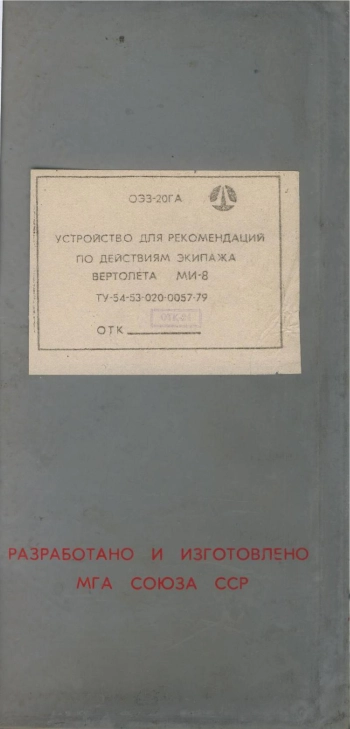 ОЭЗ-20ГА
УСТРОЙСТВО ДЛЯ РЕКОМЕНДАЦИЙ
ПО ДЕЙСТВИЯМ ЭКИПАЖА
ВЕРТОЛЕТА МИ-8
ТУ-54-53-020-0057-79
ОТК
РАЗРАБОТАНО И ИЗГОТОВЛЕНО
МГА СОЮЗА ССР